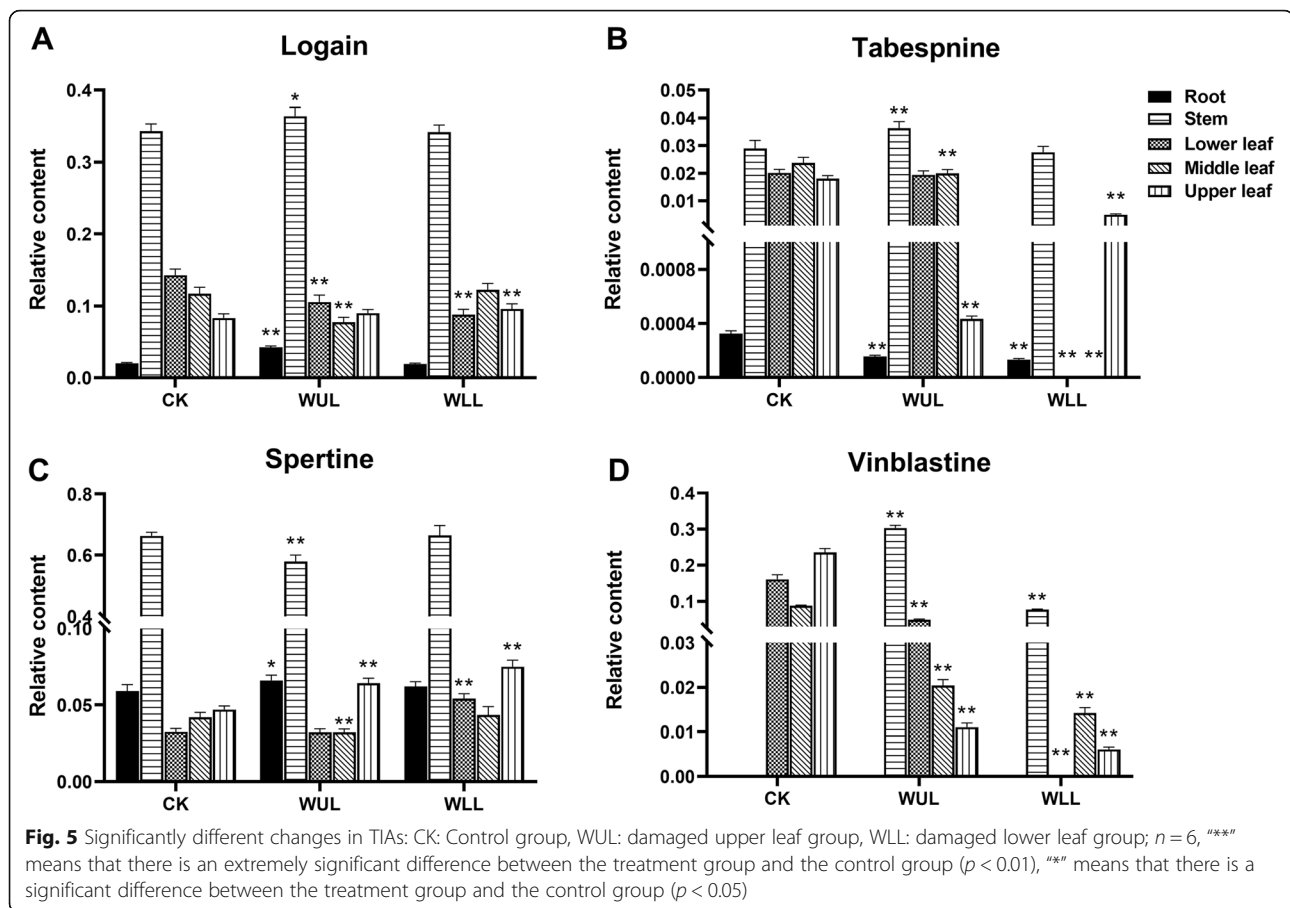 A
Logain
Relative content
0.4
0.3
0.2
0.1
0.0
*
**
**
**
**
**
CK
WUL
WLL
B
Tabespnine
Relative content
0.05
0.04
0.03
0.02
0.01
0.0008
0.0004
0.0000
**
**
**
**
**
**
**
**
CK
WUL
WLL
Root
Stem
Lower leaf
Middle leaf
Upper leaf
C
Spertine
Relative content
0.8
0.6
0.4
0.10
0.05
0.00
*
**
**
**
**
**
CK
WUL
WLL
D
Vinblastine
Relative content
0.4
0.3
0.2
0.1
0.03
0.02
0.01
0.00
**
**
**
**
**
**
**
**
CK
WUL
WLL
Fig. 5 Significantly different changes in TIAs: CK: Control group, WUL: damaged upper leaf group, WLL: damaged lower leaf group; n = 6, “**”
means that there is an extremely significant difference between the treatment group and the control group (p < 0.01), “*” means that there is a
significant difference between the treatment group and the control group (p < 0.05)